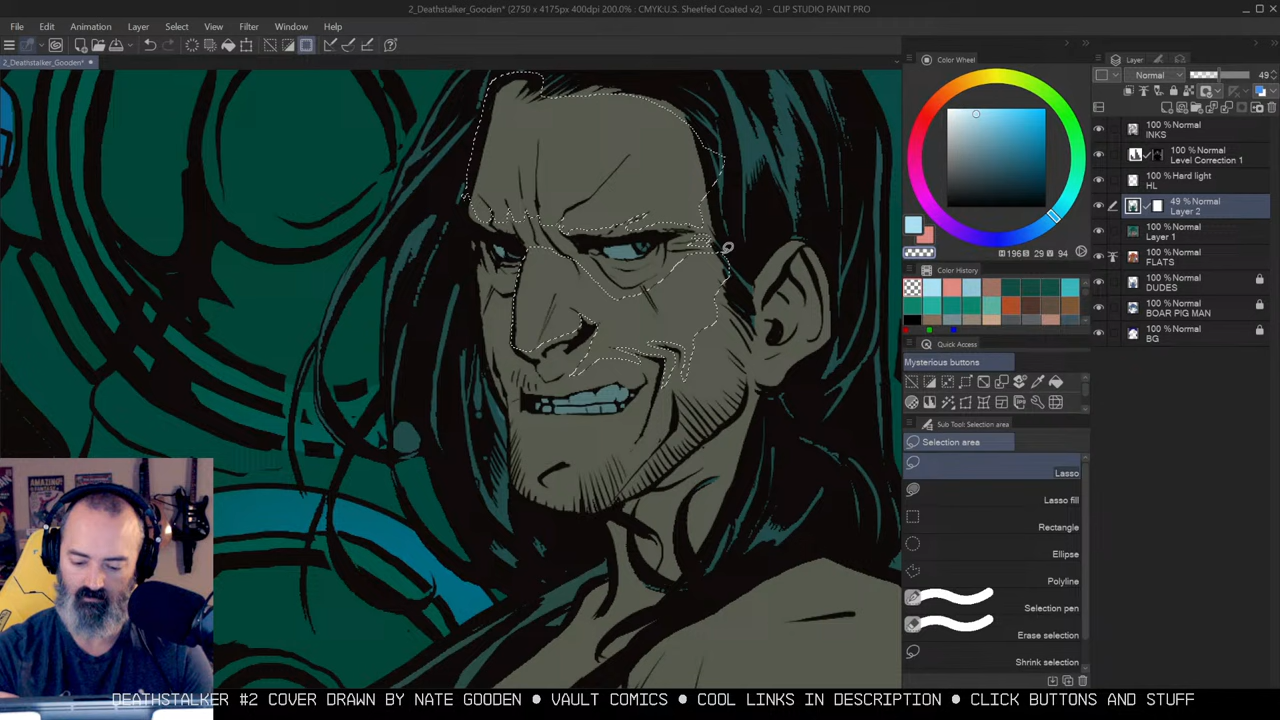 2_Deathstalker_Gooden* (2750 x 4175px 400dpi 200.0% CMYK:U.S. Sheetfed Coated v2) - CLIP STUDIO PAINT PRO
File Edit Animation Layer Select View Filter Window Help
2_Deathstalker_Gooden*
Color Wheel
H 196 S 29 V 94
Color History
Quick Access
Mysterious buttons
Sub Tool: Selection area
Selection area
Lasso
Lasso fill
Rectangle
Ellipse
Polyline
Selection pen
Erase selection
Shrink selection
Layer
Normal 49
100 % Normal
INKS
100 % Normal
Level Correction 1
100 % Hard light
HL
49 % Normal
Layer 2
100 % Normal
Layer 1
100 % Normal
FLATS
100 % Normal
DUDES
100 % Normal
BOAR PIG MAN
100 % Normal
BG
AMAZING
DEATHSTALKER #2 COVER DRAWN BY NATE GOODEN ● VAULT COMICS ● COOL LINKS IN DESCRIPTION ● CLICK BUTTONS AND STUFF